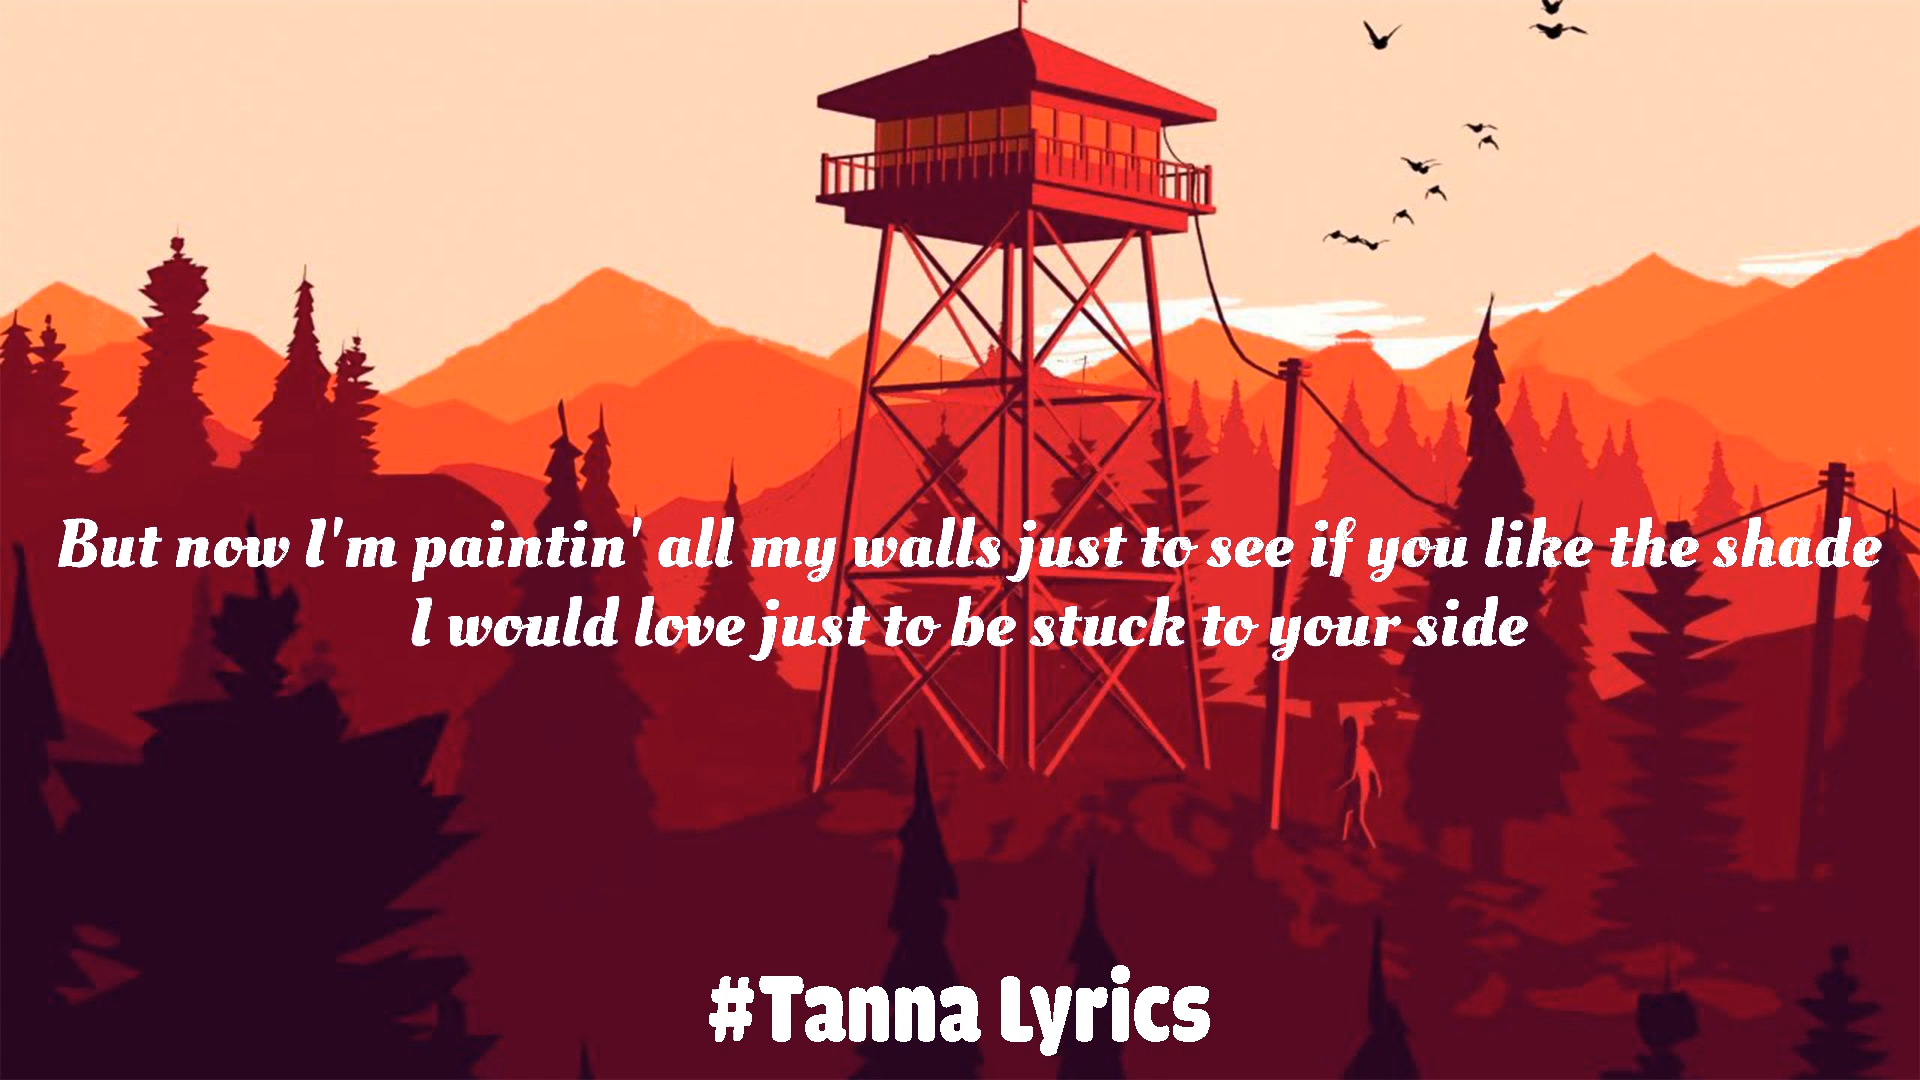 But now I'm paintin' all my walls just to see if you like the shade
I would love just to be stuck to your side
#Tanna Lyrics